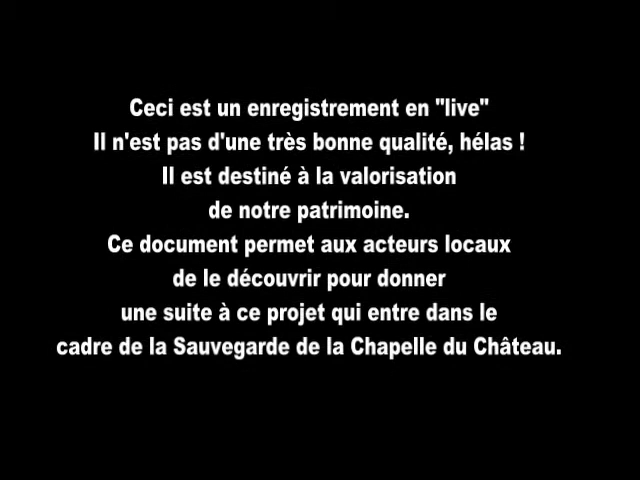 Ceci est un enregistrement en "live"
Il n'est pas d'une très bonne qualité, hélas !
Il est destiné à la valorisation
de notre patrimoine.
Ce document permet aux acteurs locaux
de le découvrir pour donner
une suite à ce projet qui entre dans le
cadre de la Sauvegarde de la Chapelle du Château.